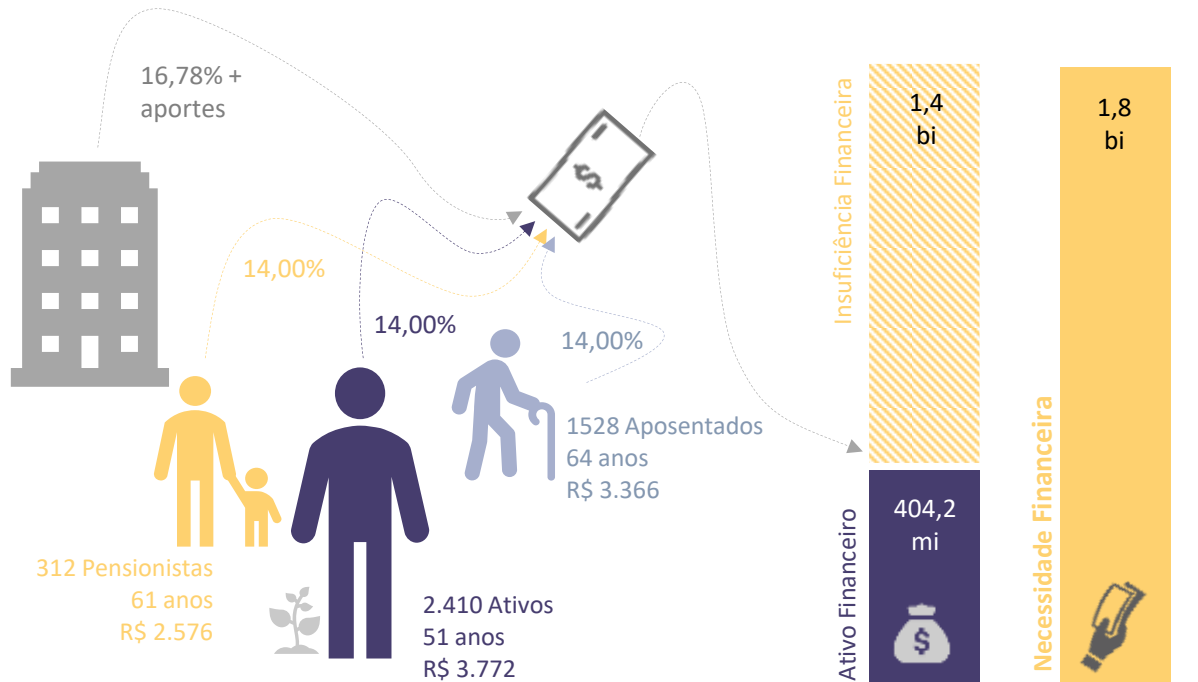 16,78% +
aportes
14,00%
14,00%
14,00%
$
1528 Aposentados
64 anos
R$ 3.366
312 Pensionistas
61 anos
R$ 2.576
2.410 Ativos
51 anos
R$ 3.772
Insuficiência Financeira
1,4
bi
Ativo Financeiro
404,2
mi
$
Necessidade Financeira
1,8
bi